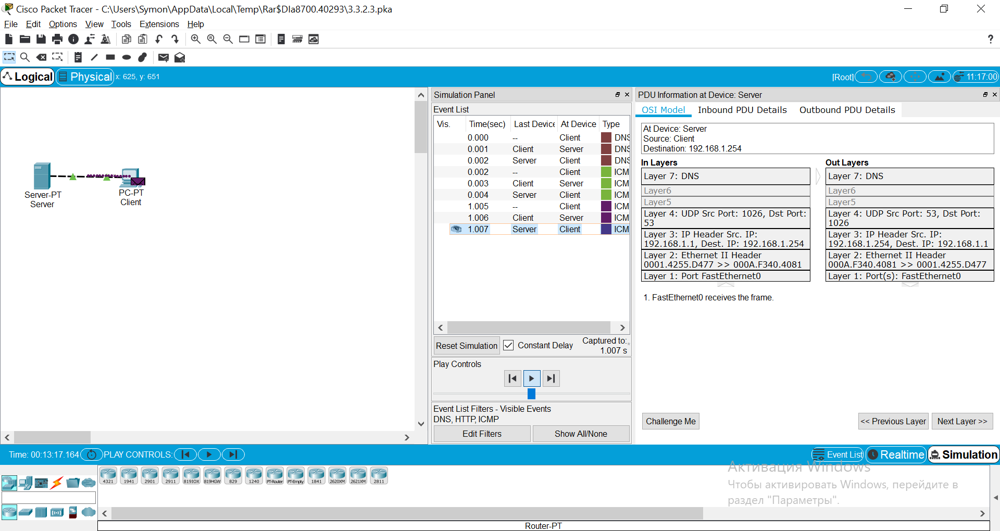 Cisco Packet Tracer - C:\Users\Symon\AppData\Local\Temp\Rar$DIa8700.40293\3.3.2.3.pka
File Edit Options View Tools Extensions Help
?
Logical Physical x: 625, y: 651 [Root] 11:17:00
Server-PT
Server
PC-PT
Client
Simulation Panel
Event List
Vis. Time(sec) Last Device At Device Type
0.000 -- Client DNS
0.001 Client Server DNS
0.002 Server Client DNS
0.002 -- Client ICM
0.003 Client Server ICM
0.004 Server Client ICM
1.005 -- Client ICM
1.006 Client Server ICM
1.007 Server Client ICM
Reset Simulation Constant Delay Captured to:
1.007 s
Play Controls
Event List Filters - Visible Events
DNS, HTTP, ICMP
Edit Filters Show All/None
PDU Information at Device: Server
OSI Model Inbound PDU Details Outbound PDU Details
At Device: Server
Source: Client
Destination: 192.168.1.254
In Layers
Layer 7: DNS
Layer6
Layer5
Layer 4: UDP Src Port: 1026, Dst Port:
53
Layer 3: IP Header Src. IP:
192.168.1.1, Dest. IP: 192.168.1.254
Layer 2: Ethernet II Header
0001.4255.D477 >> 000A.F340.4081
Layer 1: Port FastEthernet0
Out Layers
Layer 7: DNS
Layer6
Layer5
Layer 4: UDP Src Port: 53, Dst Port:
1026
Layer 3: IP Header Src. IP:
192.168.1.254, Dest. IP: 192.168.1.1
Layer 2: Ethernet II Header
000A.F340.4081 >> 0001.4255.D477
Layer 1: Port(s): FastEthernet0
1. FastEthernet0 receives the frame.
Challenge Me << Previous Layer Next Layer >>
Time: 00:13:17.164 PLAY CONTROLS: Event List Realtime Simulation
4321 1941 2901 2911 819IOX 819HGW 829 1240 PT-Router PT-Empty 1841 2620XM 2621XM 2811
Активация Windows
Чтобы активировать Windows, перейдите в
раздел "Параметры".
Router-PT